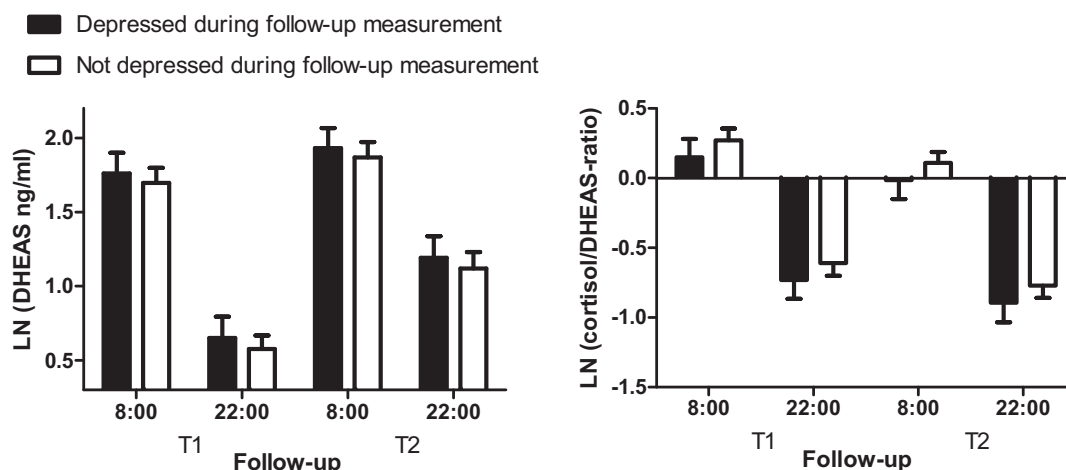 Depressed during follow-up measurement
Not depressed during follow-up measurement
LN (DHEAS ng/ml)
2.0
1.5
1.0
0.5
8:00
22:00
8:00
22:00
T1
T2
Follow-up
LN (cortisol/DHEAS-ratio)
0.5
0.0
-0.5
-1.0
-1.5
8:00
22:00
8:00
22:00
T1
T2
Follow-up